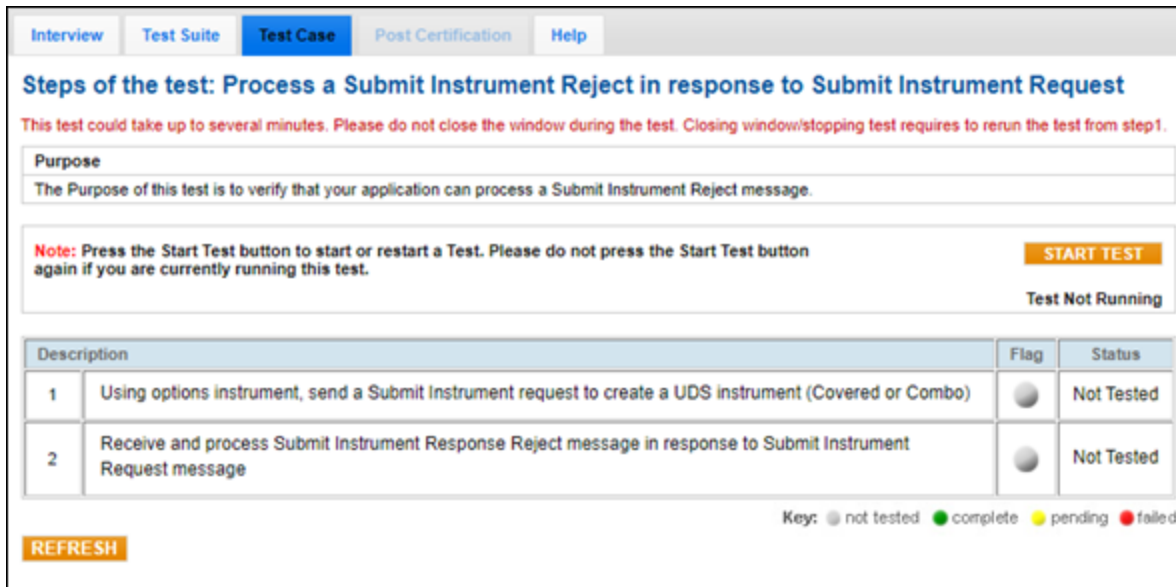 Interview Test Suite Test Case Post Certification Help
Steps of the test: Process a Submit Instrument Reject in response to Submit Instrument Request
This test could take up to several minutes. Please do not close the window during the test. Closing window/stopping test requires to rerun the test from step1.
Purpose
The Purpose of this test is to verify that your application can process a Submit Instrument Reject message.
Note: Press the Start Test button to start or restart a Test. Please do not press the Start Test button
again if you are currently running this test.
START TEST
Test Not Running
Description Flag Status
1 Using options instrument, send a Submit Instrument request to create a UDS instrument (Covered or Combo) Not Tested
2 Receive and process Submit Instrument Response Reject message in response to Submit Instrument
Request message Not Tested
Key: not tested complete pending failed
REFRESH